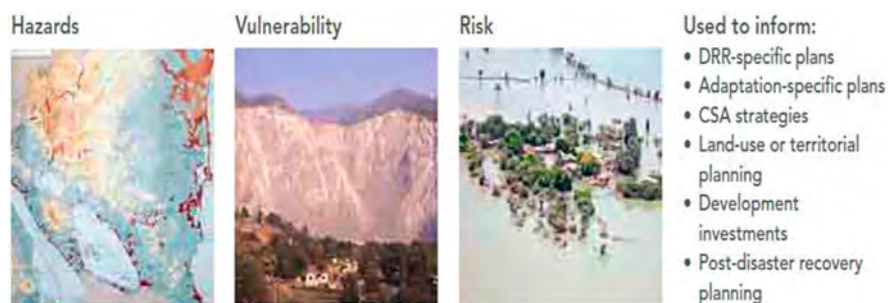 Hazards
Vulnerability
Risk
Used to inform:
• DRR-specific plans
• Adaptation-specific plans
• CSA strategies
• Land-use or territorial
planning
• Development
investments
• Post-disaster recovery
planning